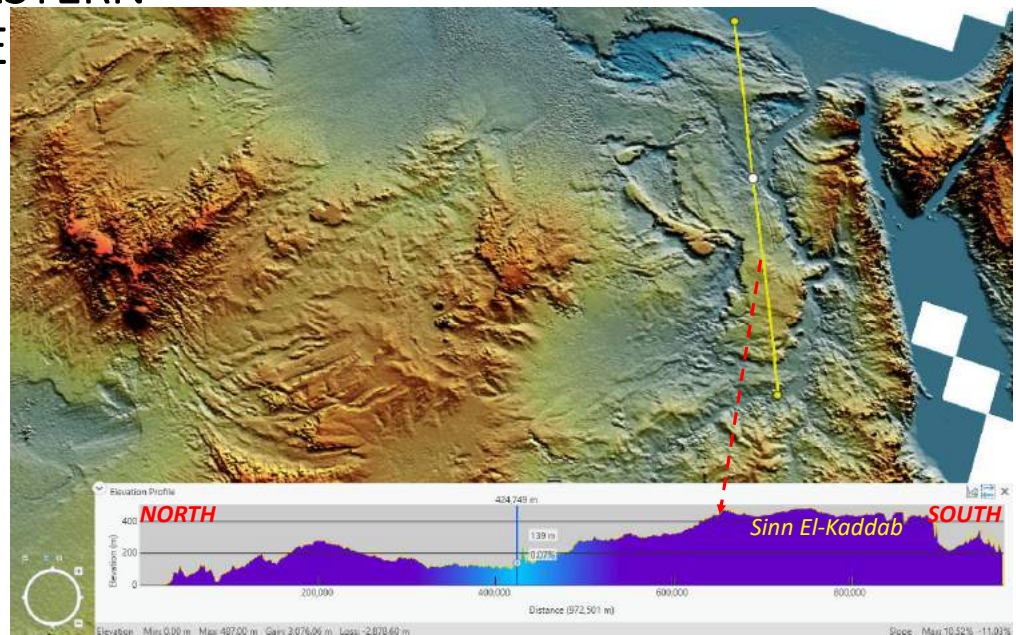 Elevation Profile
424,749 m
NORTH
SOUTH
Sinn El-Kaddab
139 m
0.07%
Elevation (m)
400
200
0
200,000
400,000
600,000
800,000
Distance (972,501 m)
Elevation Min: 0.00 m Max: 487.00 m Gain: 3,076.06 m Loss: -2,878.60 m
Slope Max: 10.52% -11.03%